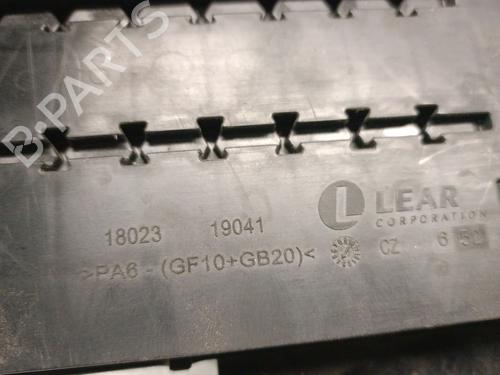 B-PARTS
LEAR
CORPORATION
18023 19041
>PA6-(GF10+GB20)<
CZ 6